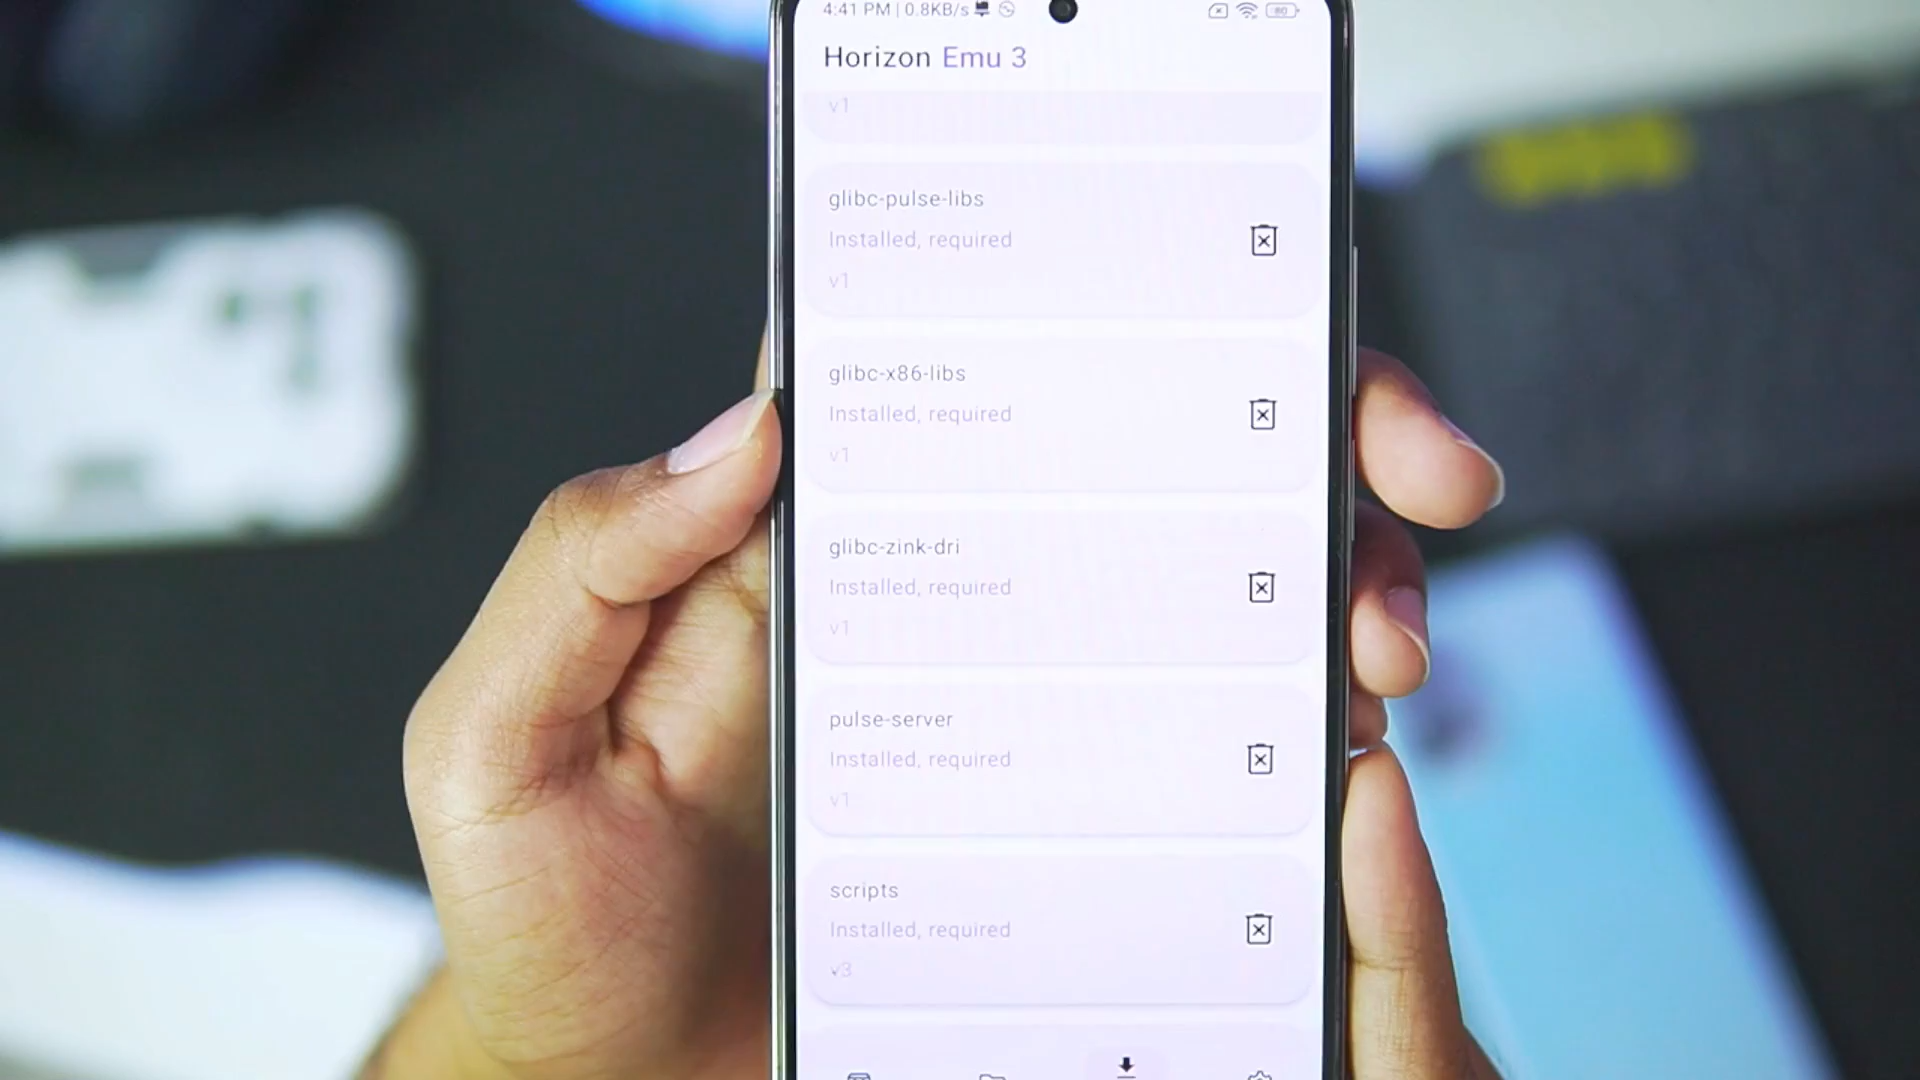 4:41 PM | 0.8KB/s
80
Horizon Emu 3
v1
glibc-pulse-libs
Installed, required
v1
glibc-x86-libs
Installed, required
v1
glibc-zink-dri
Installed, required
v1
pulse-server
Installed, required
v1
scripts
Installed, required
v3